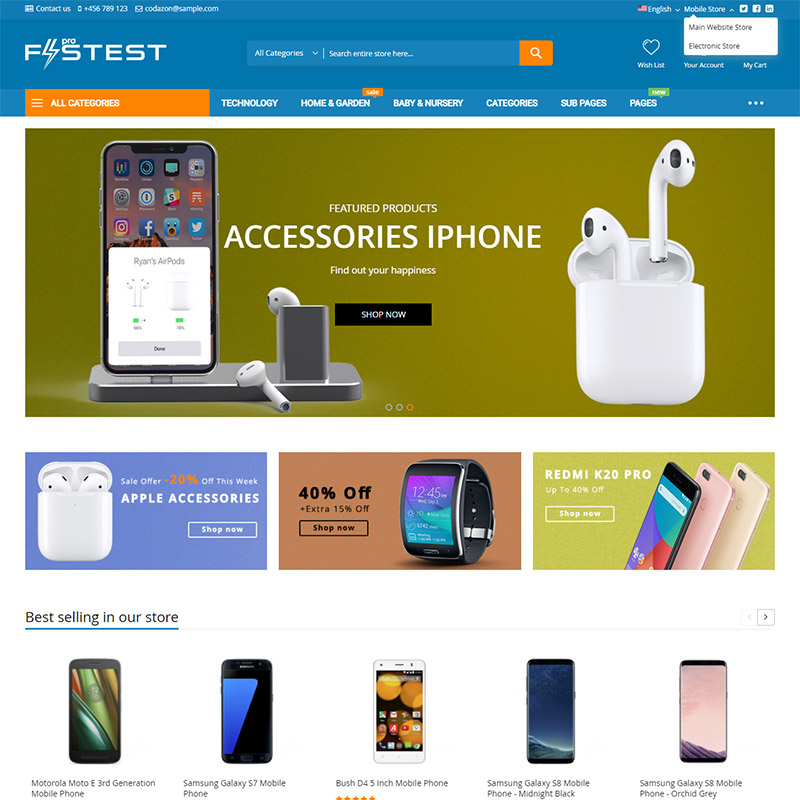 Contact us +456 789 123 codazon@sample.com English Mobile Store
Main Website Store
Electronic Store
FASTEST pro
All Categories Search entire store here...
Wish List Your Account My Cart
ALL CATEGORIES TECHNOLOGY HOME & GARDEN sale BABY & NURSERY CATEGORIES SUB PAGES PAGES new
Ryan's AirPods
66%
78%
Done
FEATURED PRODUCTS
ACCESSORIES IPHONE
Find out your happiness
SHOP NOW
Sale Offer -20% Off This Week
APPLE ACCESSORIES
Shop now
40% Off
+Extra 15% Off
Shop now
12:45
REDMI K20 PRO
Up To 40% Off
Shop now
Best selling in our store
Motorola Moto E 3rd Generation
Mobile Phone
Samsung Galaxy S7 Mobile
Phone
Bush D4 5 Inch Mobile Phone
Samsung Galaxy S8 Mobile
Phone - Midnight Black
Samsung Galaxy S8 Mobile
Phone - Orchid Grey